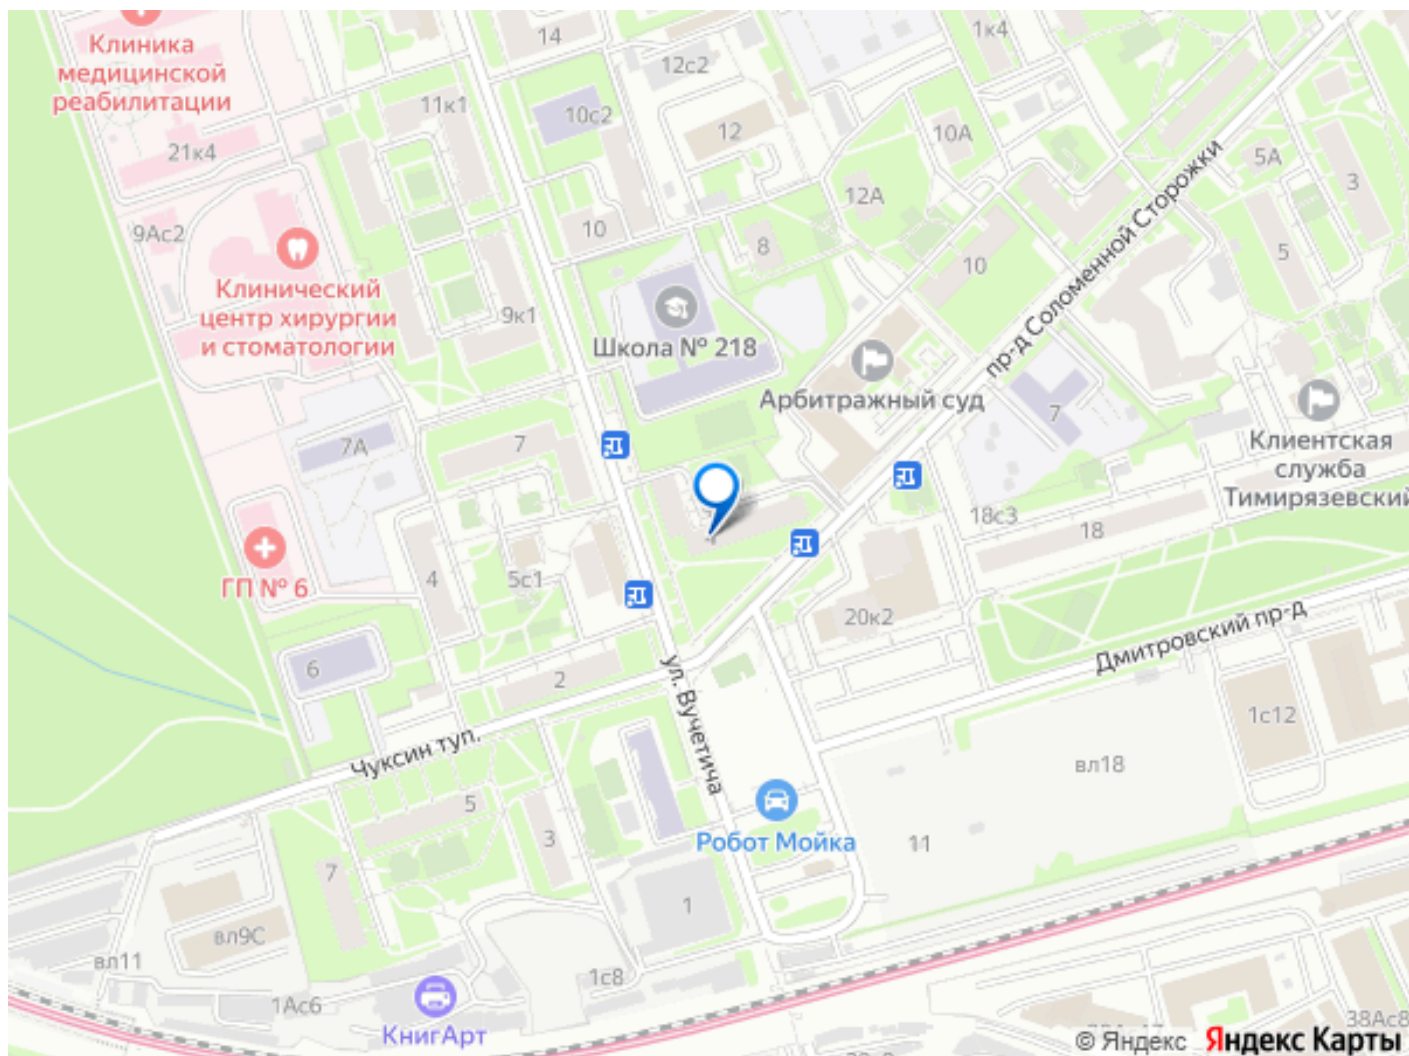 Клиника
медицинской
реабилитации
14
1к4
12с2
11к1
10с2
12
10А
21к4
5А
3
12А
9Ас2
10
8
10
5
Клинический
центр хирургии
и стоматологии
9к1
Школа № 218
пр-д Соломенной Сторожки
Арбитражный суд
7
Клиентская
служба
Тимирязевский
7А
7
18с3
18
ГП № 6
4
5с1
20к2
Дмитровский пр-д
6
2
ул. Вучетича
1с12
Чуксин туп.
вл18
5
Робот Мойка
3
11
7
1
вл9С
вл11
1с8
1Ас6
КнигАрт
38Ас8
© Яндекс Яндекс Карты